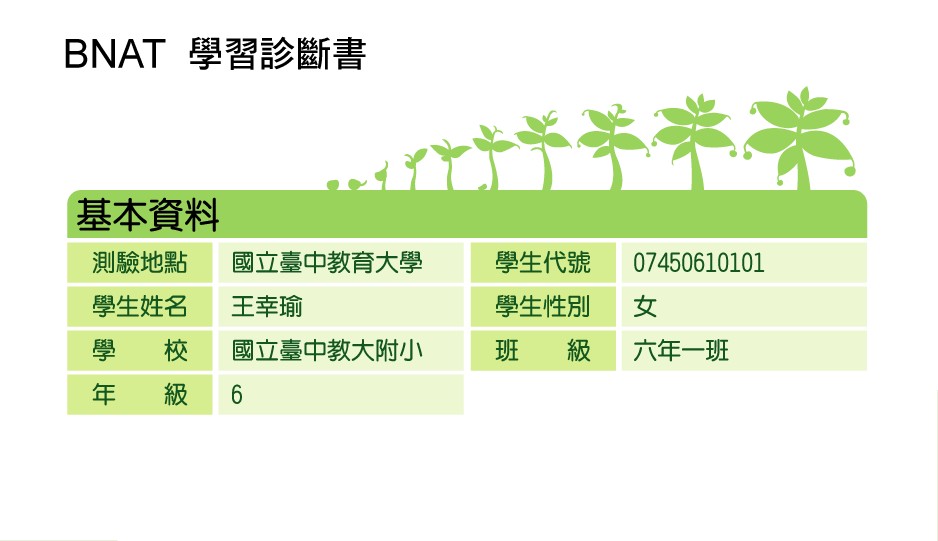 BNAT 學習診斷書
基本資料
測驗地點 國立臺中教育大學 學生代號 07450610101
學生姓名 王幸瑜 學生性別 女
學 校 國立臺中教大附小 班 級 六年一班
年 級 6